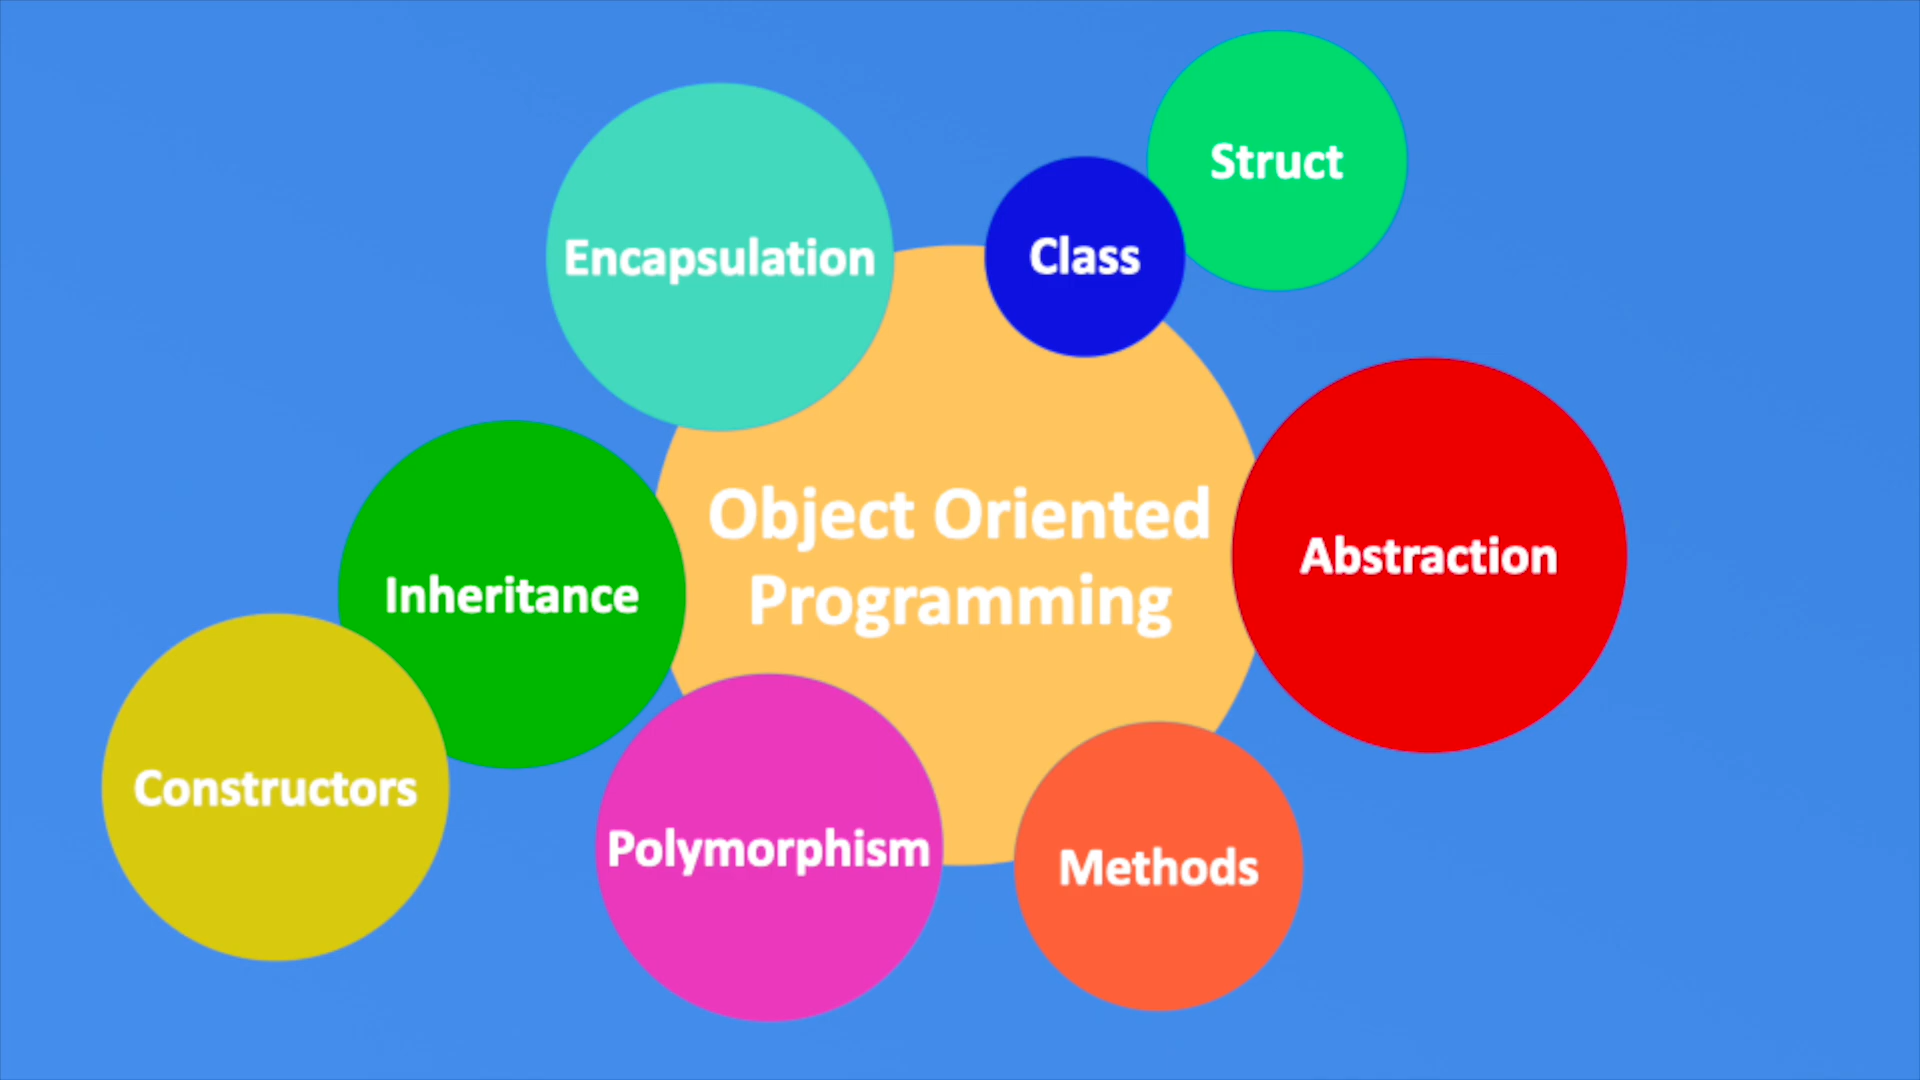 Struct
Encapsulation
Class
Object Oriented
Programming
Abstraction
Inheritance
Constructors
Polymorphism
Methods